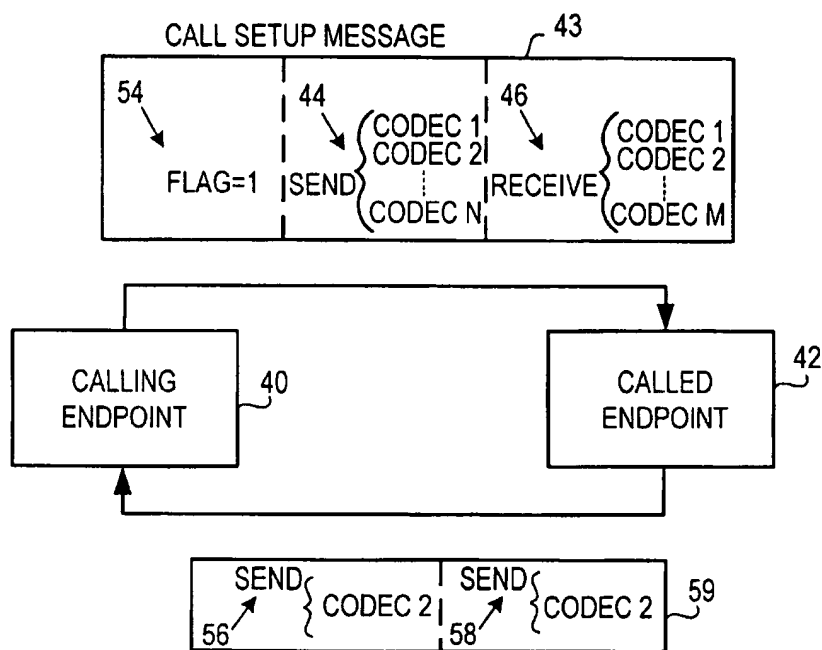 CALL SETUP MESSAGE
43
54
44
46
FLAG=1
SEND
CODEC 1
CODEC 2
CODEC N
RECEIVE
CODEC 1
CODEC 2
CODEC M
CALLING
ENDPOINT
40
CALLED
ENDPOINT
42
SEND
CODEC 2
56
SEND
CODEC 2
58
59